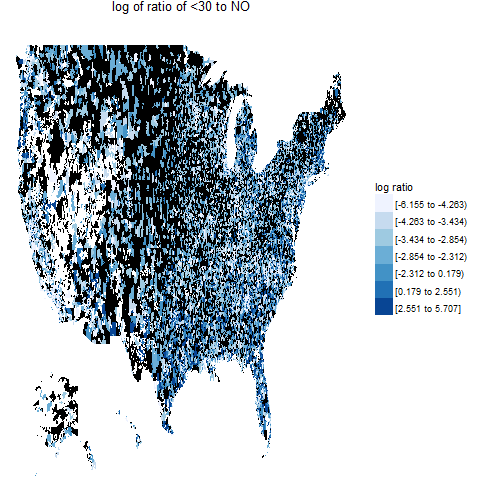 log of ratio of <30 to NO
log ratio
[-6.155 to -4.263)
[-4.263 to -3.434)
[-3.434 to -2.854)
[-2.854 to -2.312)
[-2.312 to 0.179)
[0.179 to 2.551)
[2.551 to 5.707]